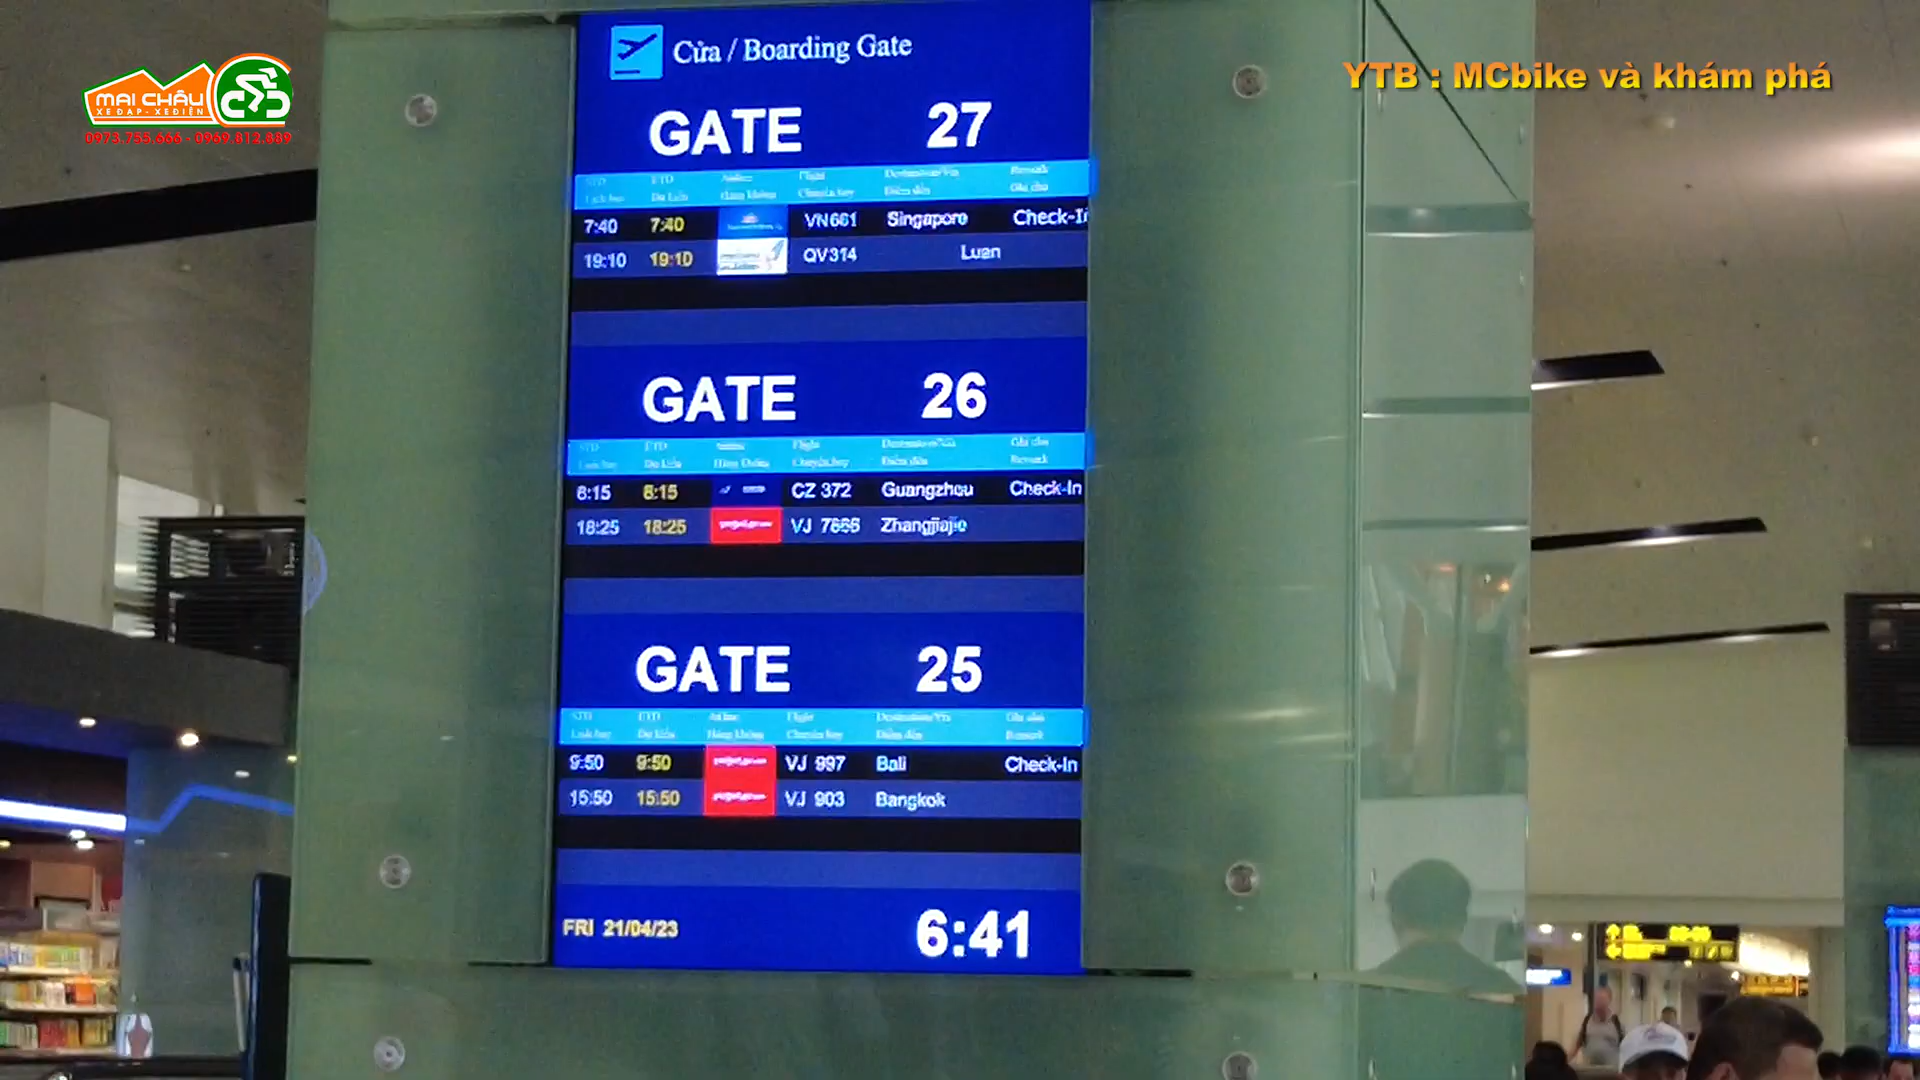 MAI CHÂU
XE ĐẠP - XE ĐIỆN
0973.755.666 - 0969.812.889
YTB : MCbike và khám phá
Cửa / Boarding Gate
GATE 27
7:40 7:40 VN661 Singapore Check-In
19:10 19:10 QV314 Luan
GATE 26
8:15 8:15 CZ 372 Guangzhou Check-In
18:25 18:25 VJ Zhangjiajie
GATE 25
9:50 9:50 VJ 997 Bali Check-In
15:50 15:50 VJ 903 Bangkok
FRI 21/04/23 6:41